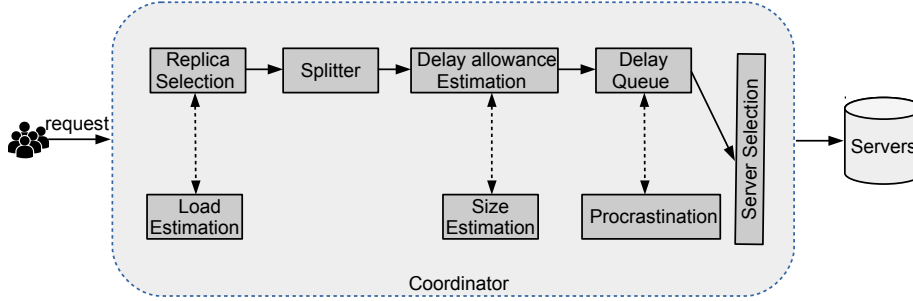 request
Replica
Selection
Splitter
Delay allowance
Estimation
Delay
Queue
Server Selection
Servers
Load
Estimation
Size
Estimation
Procrastination
Coordinator